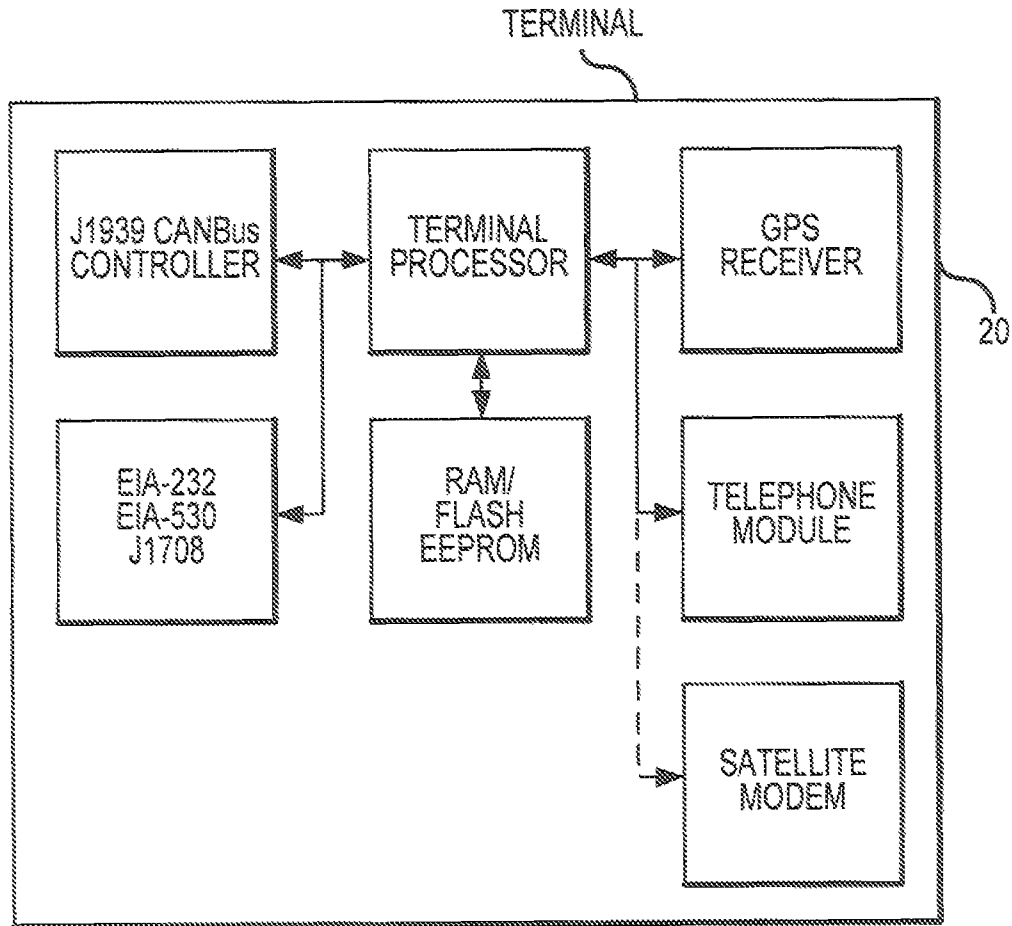 TERMINAL
J1939 CANBus
CONTROLLER
TERMINAL
PROCESSOR
GPS
RECEIVER
20
EIA-232
EIA-530
J1708
RAM/
FLASH
EEPROM
TELEPHONE
MODULE
SATELLITE
MODEM